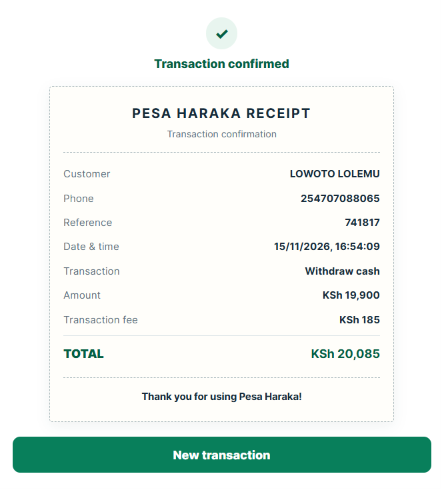 Transaction confirmed
PESA HARAKA RECEIPT
Transaction confirmation
Customer LOWOTO LOLEMU
Phone 254707088065
Reference 741817
Date & time 15/11/2026, 16:54:09
Transaction Withdraw cash
Amount KSh 19,900
Transaction fee KSh 185
TOTAL KSh 20,085
Thank you for using Pesa Haraka!
New transaction